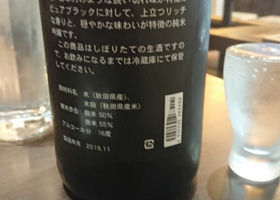 ピュアブラックに対して、上立つリッチ
な香りと、穏やかな味わいが特徴の純米
吟醸です。
この商品はしぼりたての生酒ですの
で、お飲みになるまでは冷蔵庫にて保管
してください。
原材料名 米（秋田県産）、
米麹（秋田県産米）
精米歩合 麹米 50%
掛米 55%
アルコール分 16度
製造年月 2019.11